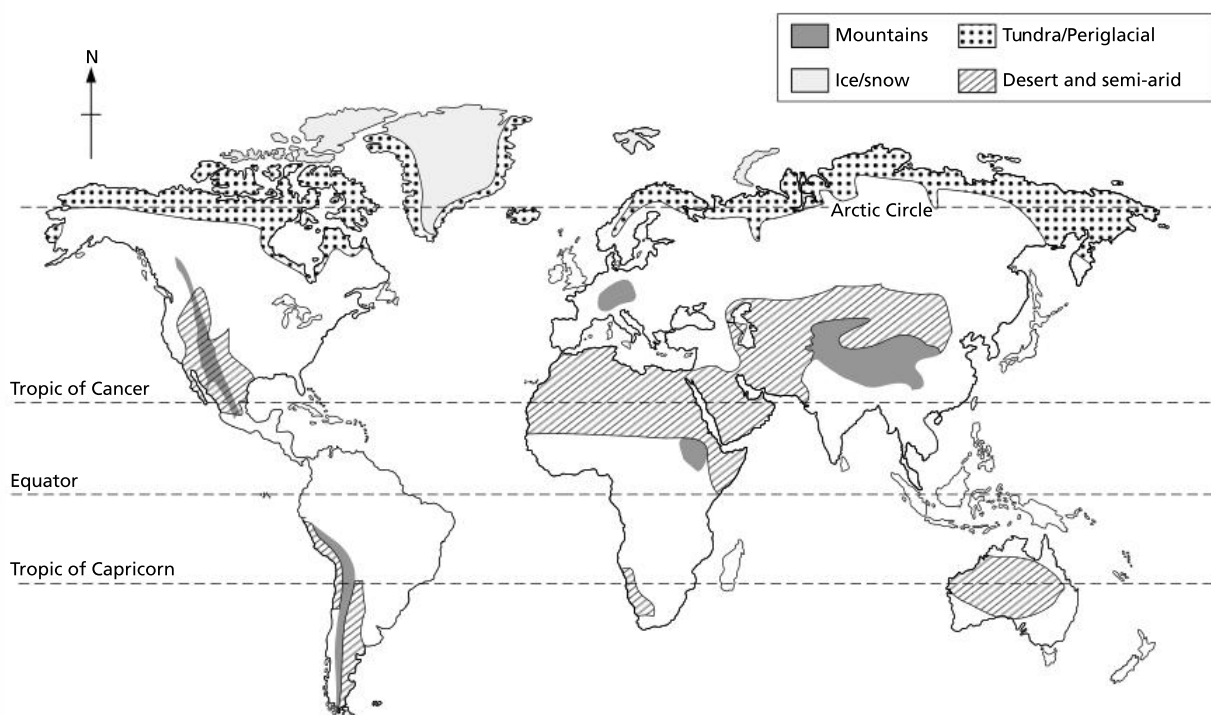 Mountains
Tundra/Periglacial
Ice/snow
Desert and semi-arid
N
Arctic Circle
Tropic of Cancer
Equator
Tropic of Capricorn